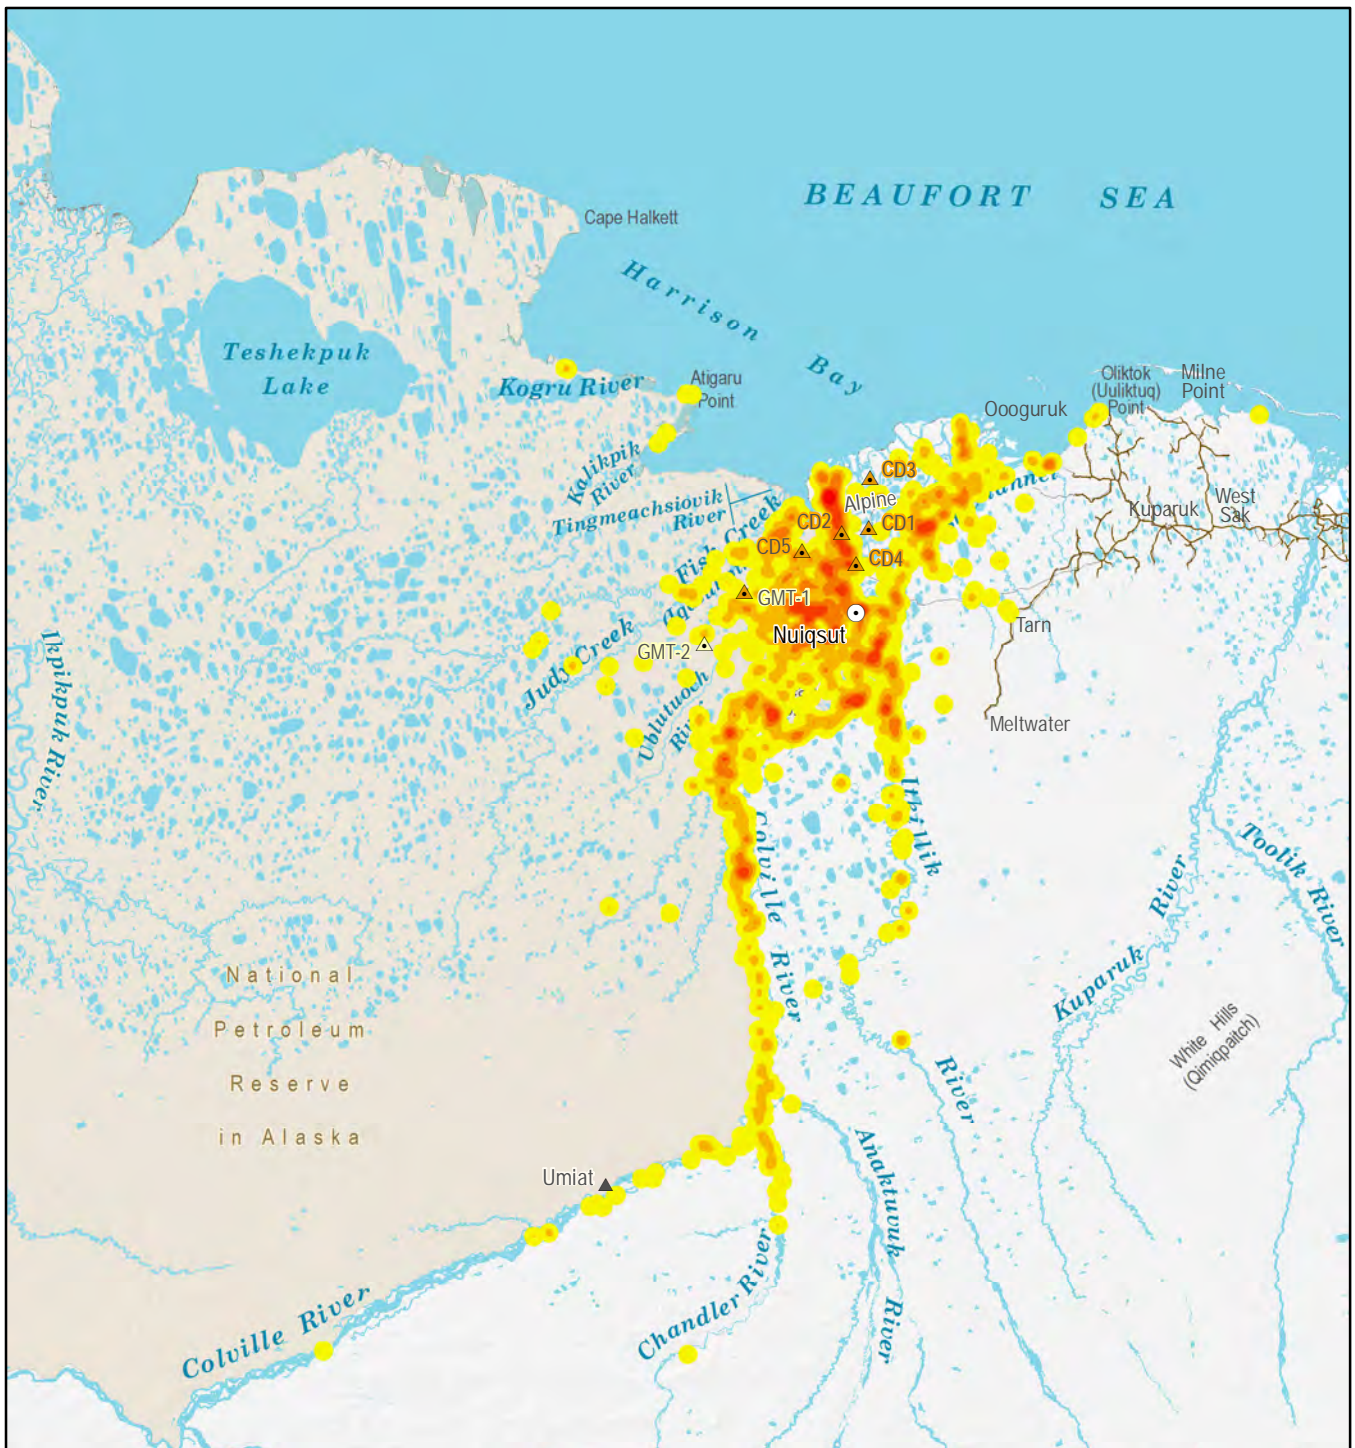 BEAUFORT SEA
Cape Halkett
Harrison Bay
Teshekpuk
Lake
Kogru River
Atigaru
Point
Oliktok
(Uuliktuq)
Point
Milne
Point
Oooguruk
Kalikpik
River
Tingmeachsiovik
River
CD3
Alpine
Kuparuk
West
Sak
CD2
CD1
Fish Creek
CD5
CD4
GMT-1
Nuiqsut
Tarn
Judy Creek
GMT-2
Ublutuoch
Meltwater
Ikpikpuk River
Itkillik
River
Colville River
Toolik River
Kuparuk River
White Hills
(Qimiqpaitch)
National
Petroleum
Reserve
in Alaska
Umiat
Anaktuvuk
River
Chandler River
Colville River